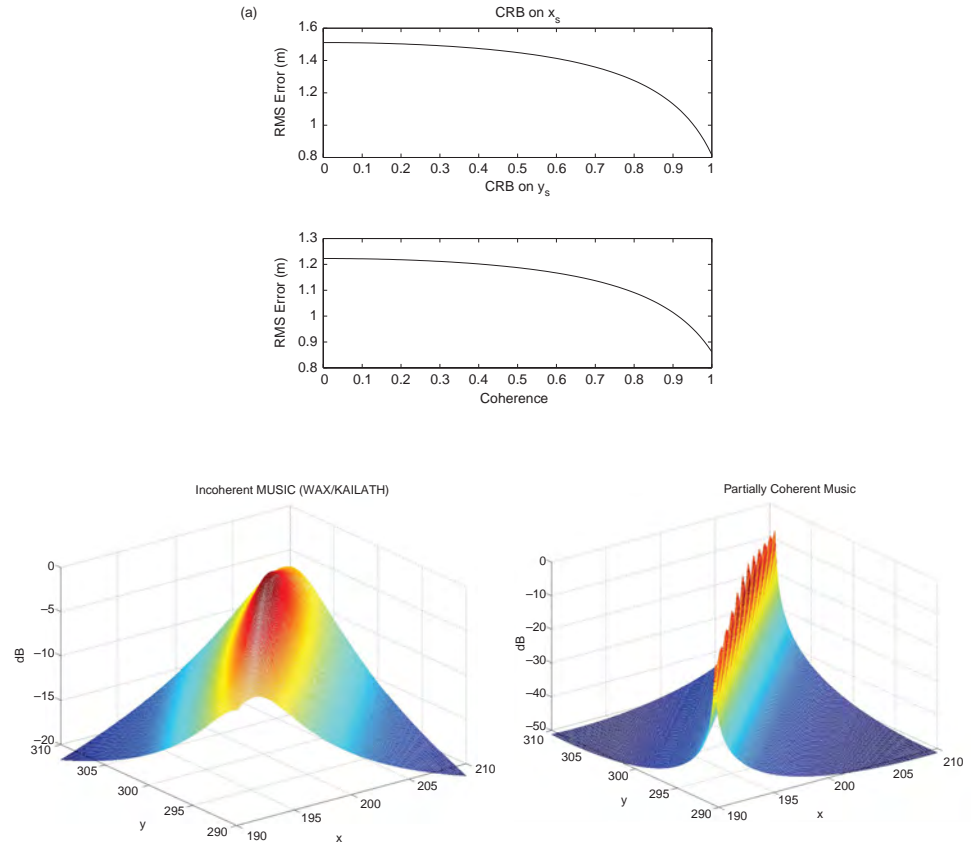 (a)
CRB on x_s
RMS Error (m)
1.6
1.4
1.2
1
0.8
0 0.1 0.2 0.3 0.4 0.5 0.6 0.7 0.8 0.9 1
CRB on y_s
RMS Error (m)
1.3
1.2
1.1
1
0.9
0.8
0 0.1 0.2 0.3 0.4 0.5 0.6 0.7 0.8 0.9 1
Coherence
Incoherent MUSIC (WAX/KAILATH)
dB
0
−5
−10
−15
−20
310
305
300
295
290
y
190
195
200
205
210
x
Partially Coherent Music
dB
0
−10
−20
−30
−40
−50
310
305
300
295
290
y
190
195
200
205
210
x